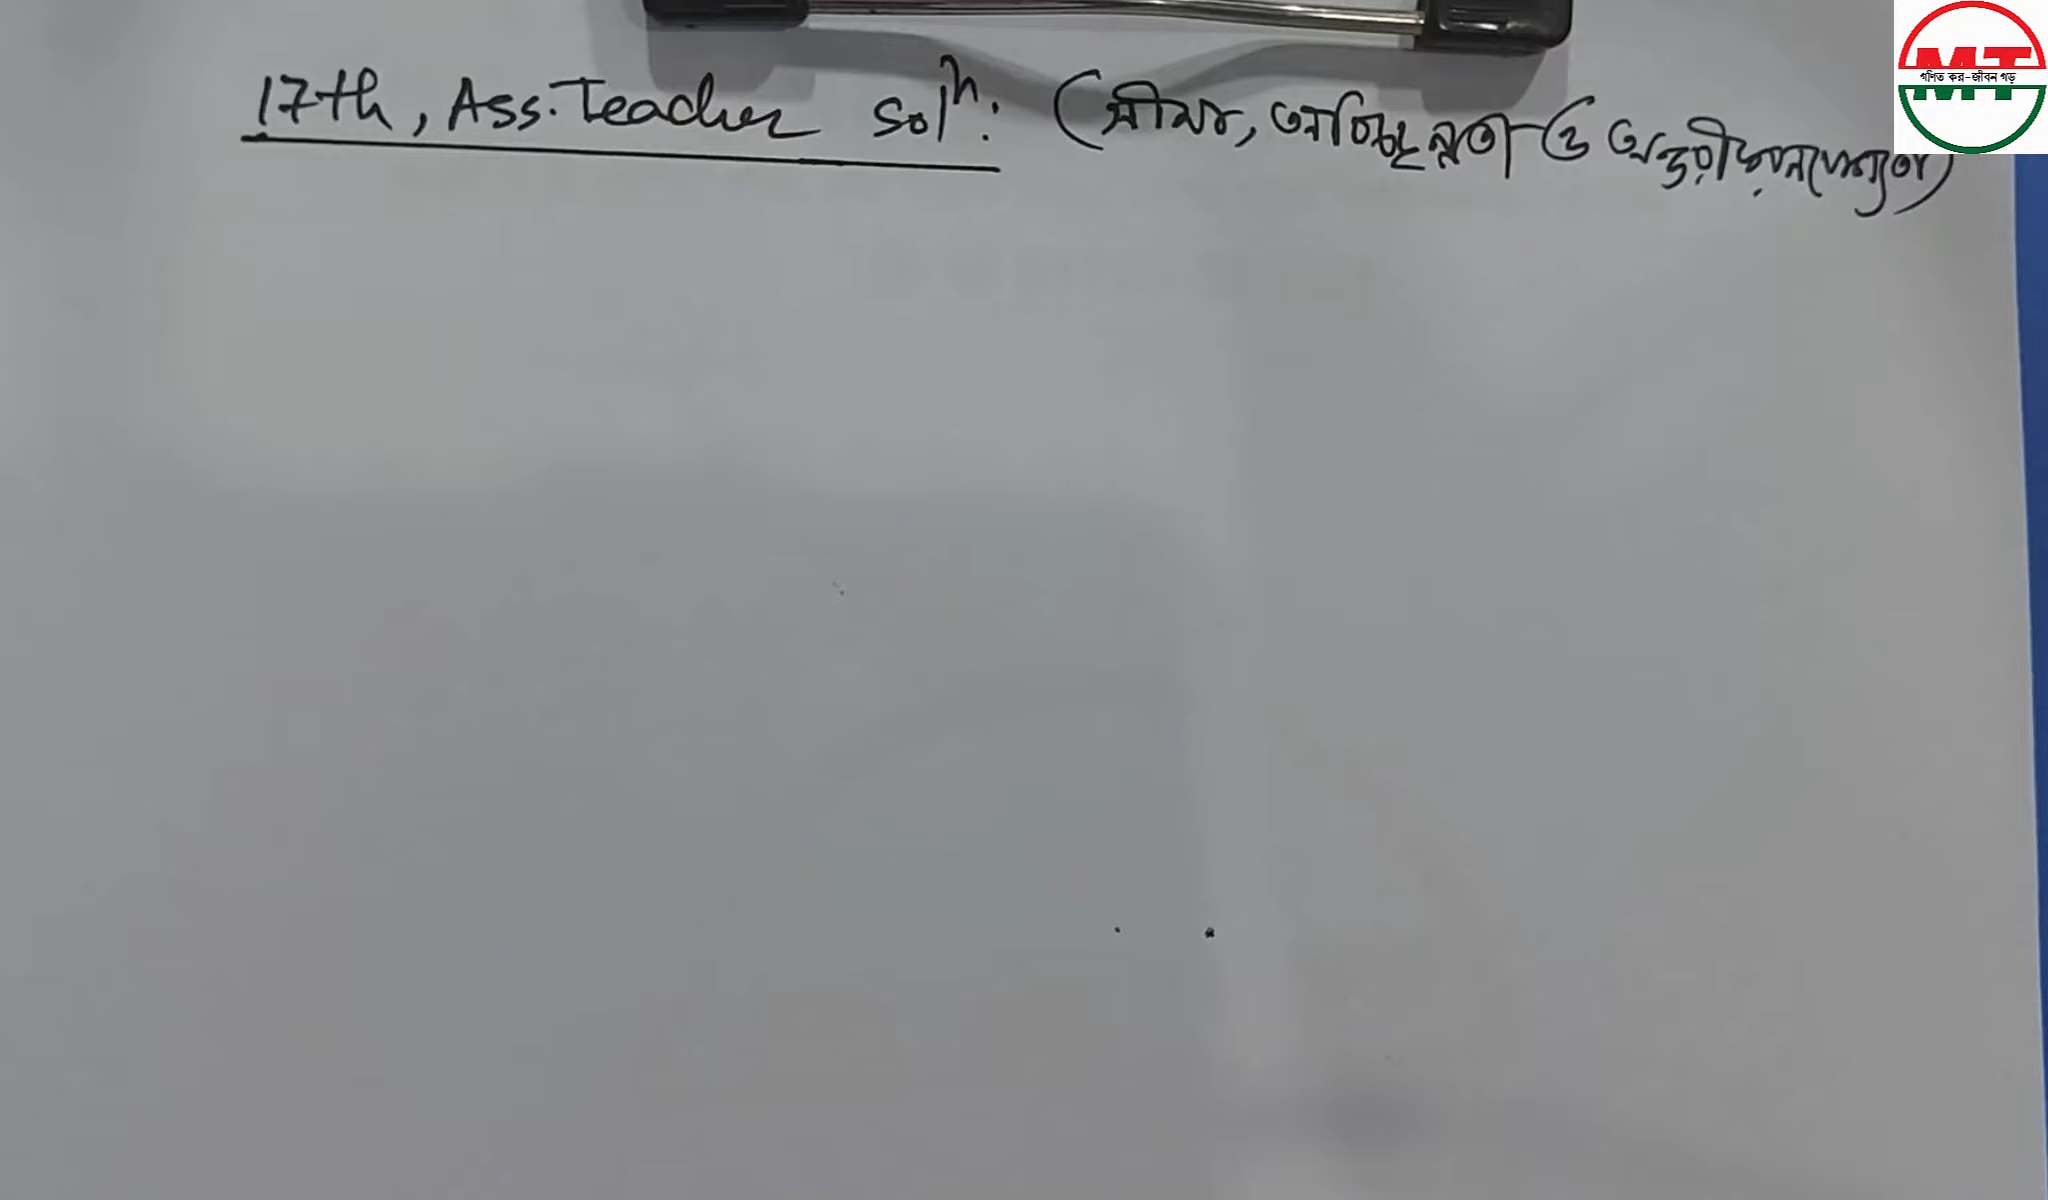 17th, Ass. Teacher Solⁿ: (সীমা, অবিচ্ছিন্নতা ও অন্তরীকরণযোগ্যতা)
MT
গণিত কর-জীবন গড়